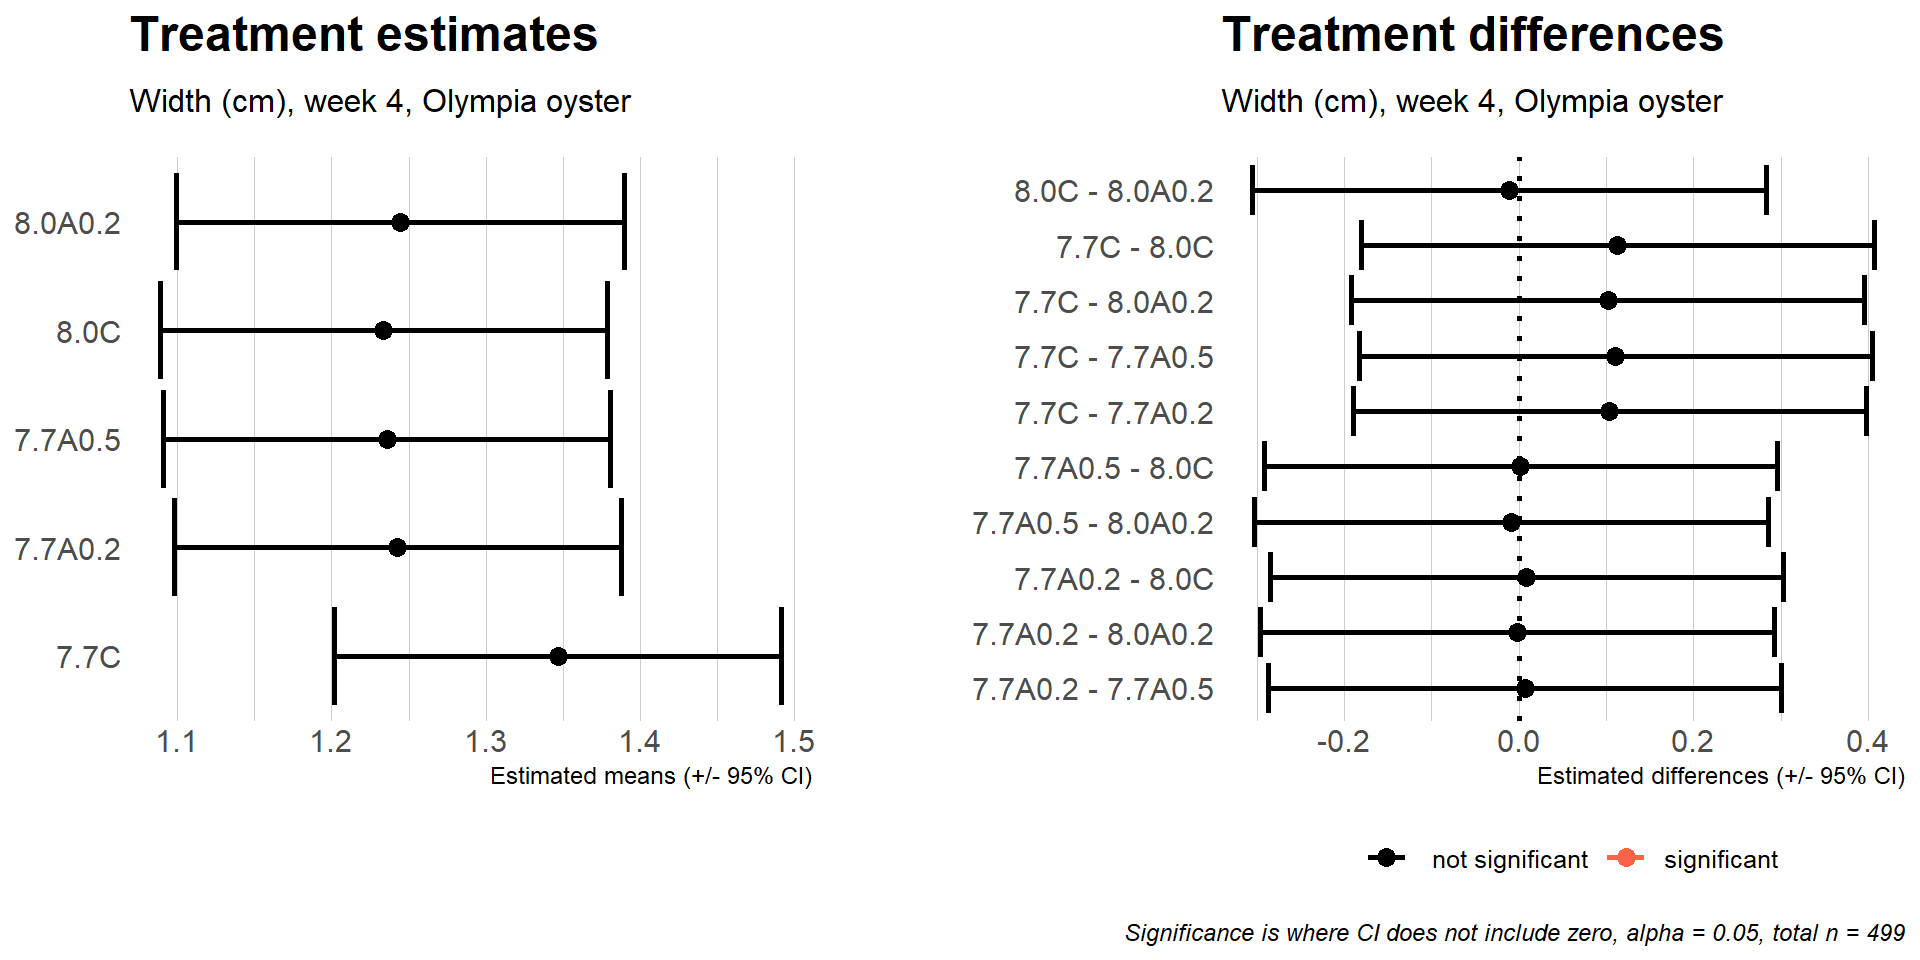 Treatment estimates
Width (cm), week 4, Olympia oyster
8.0A0.2
8.0C
7.7A0.5
7.7A0.2
7.7C
1.1 1.2 1.3 1.4 1.5
Estimated means (+/- 95% CI)
Treatment differences
Width (cm), week 4, Olympia oyster
8.0C - 8.0A0.2
7.7C - 8.0C
7.7C - 8.0A0.2
7.7C - 7.7A0.5
7.7C - 7.7A0.2
7.7A0.5 - 8.0C
7.7A0.5 - 8.0A0.2
7.7A0.2 - 8.0C
7.7A0.2 - 8.0A0.2
7.7A0.2 - 7.7A0.5
-0.2 0.0 0.2 0.4
Estimated differences (+/- 95% CI)
not significant significant
Significance is where CI does not include zero, alpha = 0.05, total n = 499